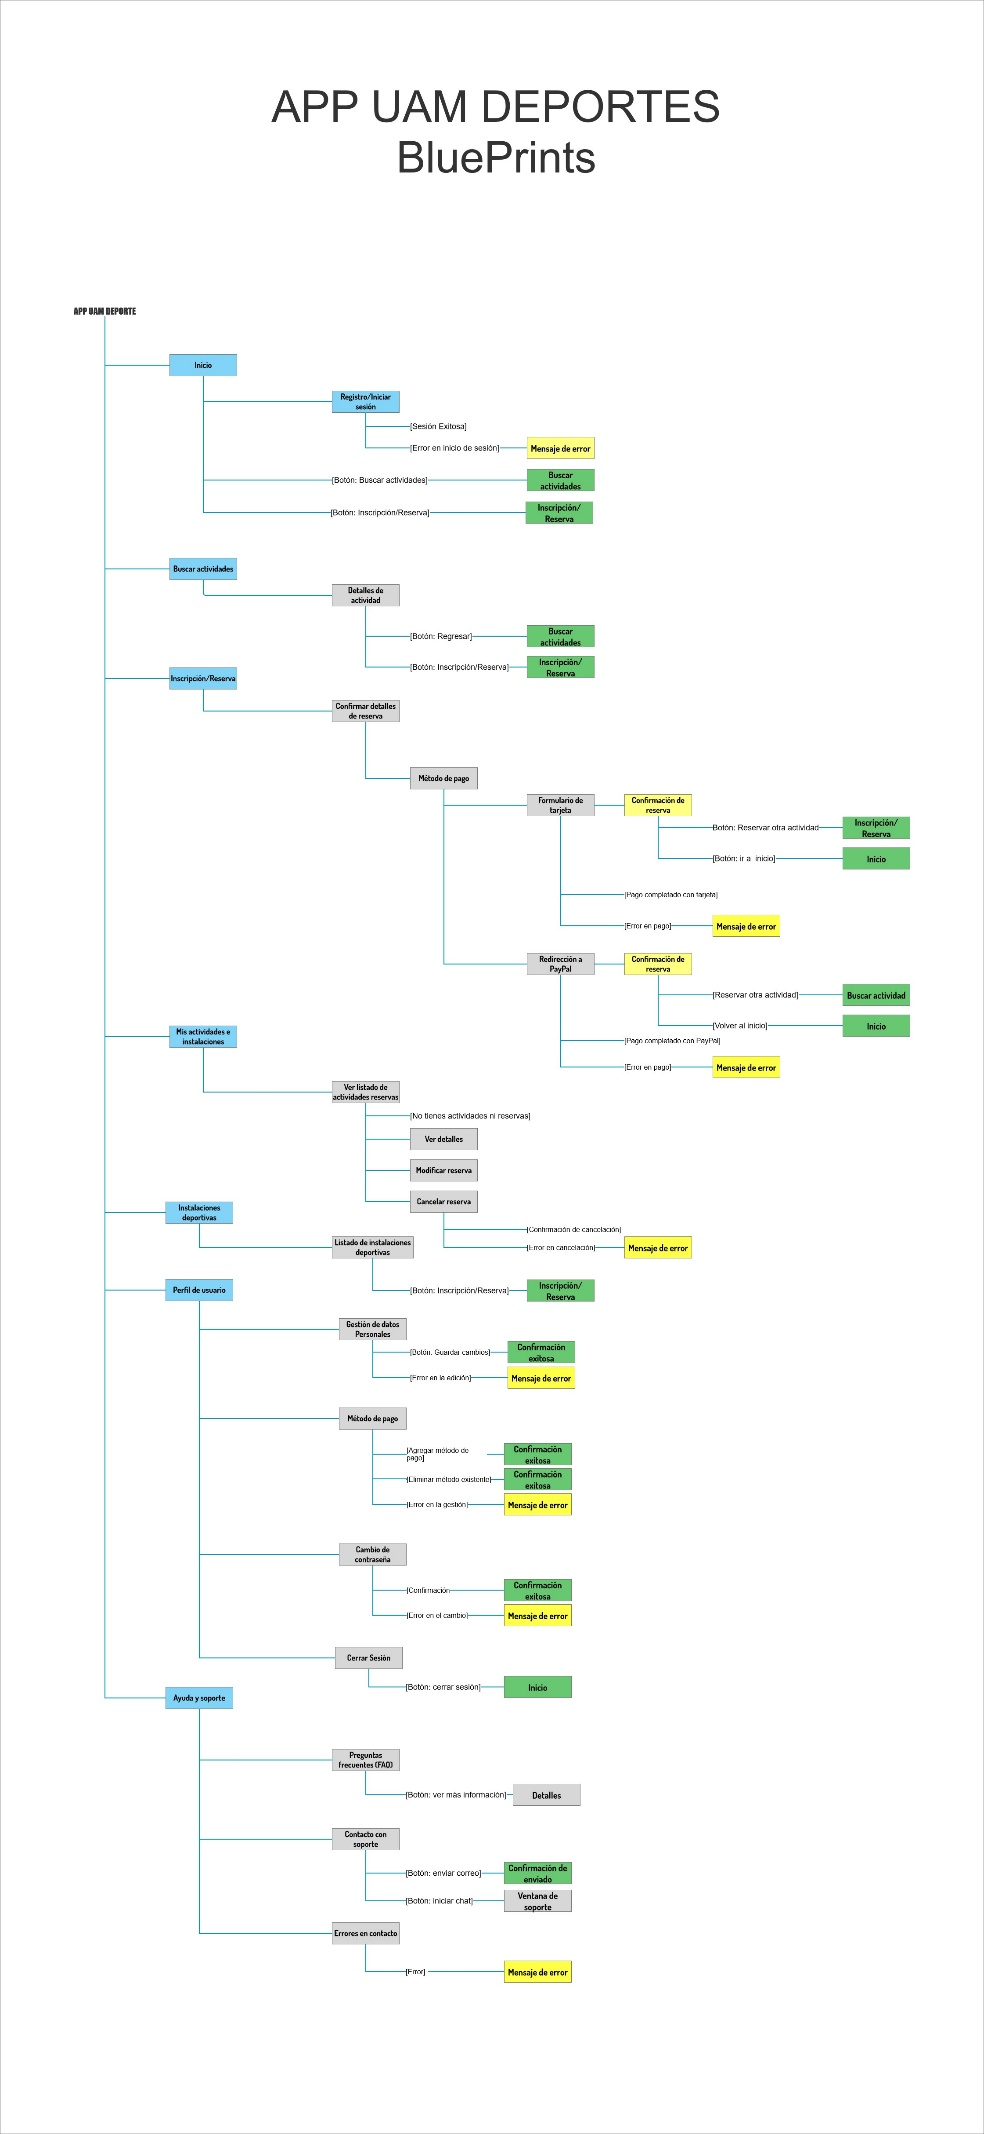 APP UAM DEPORTES
BluePrints
APP UAM DEPORTE
Inicio
Registro/Iniciar
sesión
[Sesión Exitosa]
[Error en inicio de sesión]
Mensaje de error
[Botón: Buscar actividades]
Buscar
actividades
[Botón: Inscripción/Reserva]
Inscripción/
Reserva
Buscar actividades
Detalles de
actividad
[Botón: Regresar]
Buscar
actividades
[Botón: Inscripción/Reserva]
Inscripción/
Reserva
Inscripción/Reserva
Confirmar detalles
de reserva
Método de pago
Formulario de
tarjeta
Confirmación de
reserva
Botón: Reservar otra actividad
Inscripción/
Reserva
[Botón: ir a inicio]
Inicio
[Pago completado con tarjeta]
[Error en pago]
Mensaje de error
Redirección a
PayPal
Confirmación de
reserva
[Reservar otra actividad]
Buscar actividad
[Volver al inicio]
Inicio
[Pago completado con PayPal]
[Error en pago]
Mensaje de error
Mis actividades e
instalaciones
Ver listado de
actividades reservas
[No tienes actividades ni reservas]
Ver detalles
Modificar reserva
Cancelar reserva
[Confirmación de cancelación]
[Error en cancelación]
Mensaje de error
Instalaciones
deportivas
Listado de instalaciones
deportivas
[Botón: Inscripción/Reserva]
Inscripción/
Reserva
Perfil de usuario
Gestión de datos
Personales
[Botón: Guardar cambios]
Confirmación
exitosa
[Error en la edición]
Mensaje de error
Método de pago
[Agregar método de
pago]
Confirmación
exitosa
[Eliminar método existente]
Confirmación
exitosa
[Error en la gestión]
Mensaje de error
Cambio de
contraseña
[Confirmación
Confirmación
exitosa
[Error en el cambio]
Mensaje de error
Cerrar Sesión
[Botón: cerrar sesión]
Inicio
Ayuda y soporte
Preguntas
frecuentes (FAQ)
[Botón: ver más información]
Detalles
Contacto con
soporte
[Botón: enviar correo]
Confirmación de
enviado
[Botón: Iniciar chat]
Ventana de
soporte
Errores en contacto
[Error]
Mensaje de error